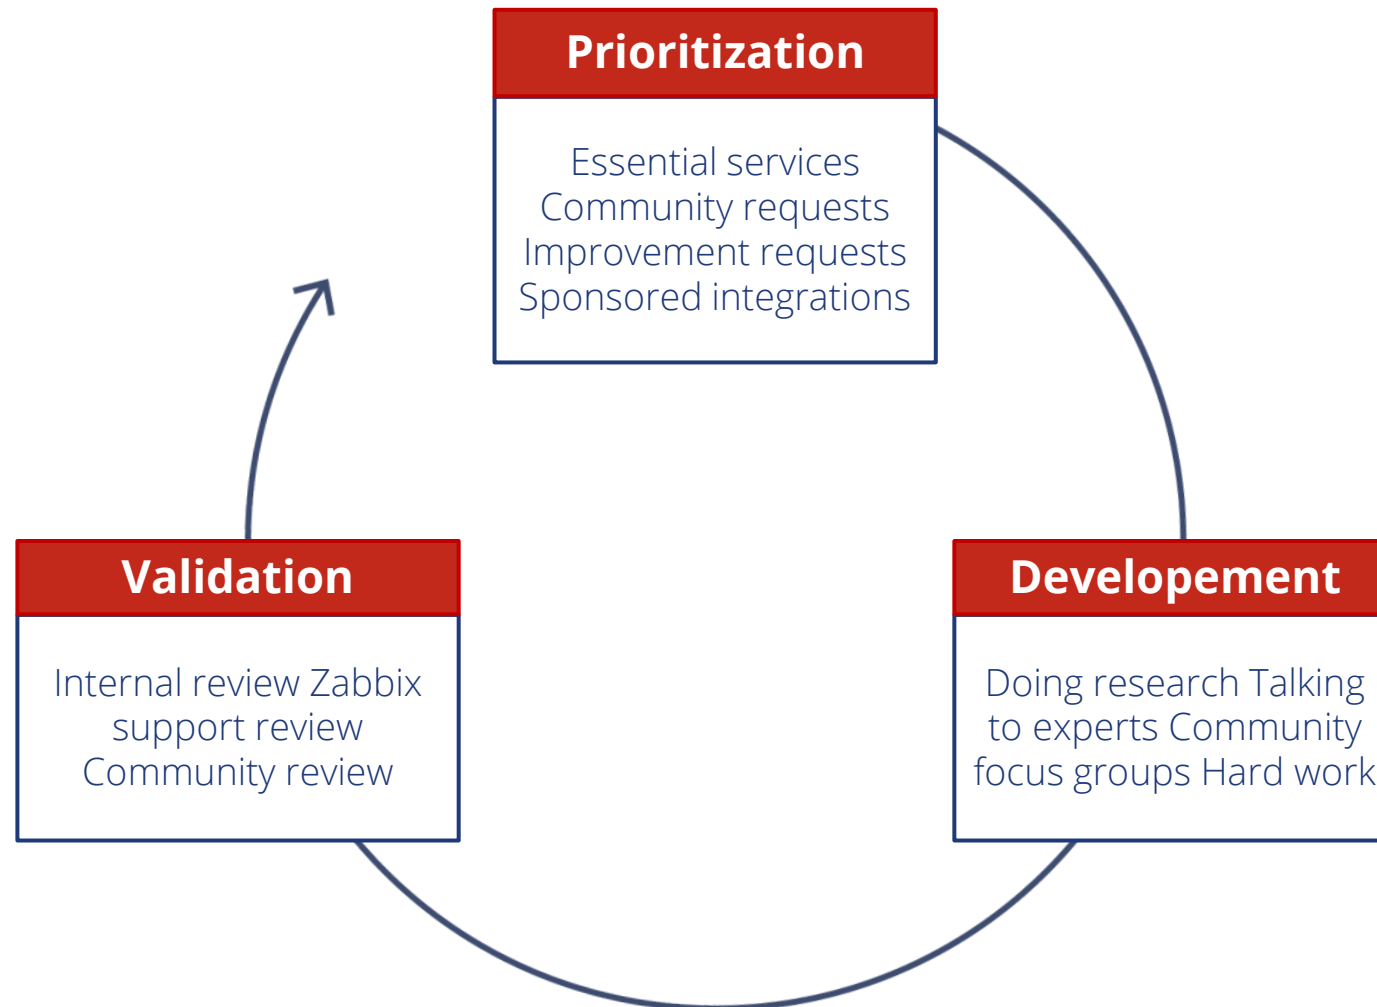 Prioritization
Essential services
Community requests
Improvement requests
Sponsored integrations
Validation
Internal review Zabbix
support review
Community review
Developement
Doing research Talking
to experts Community
focus groups Hard work